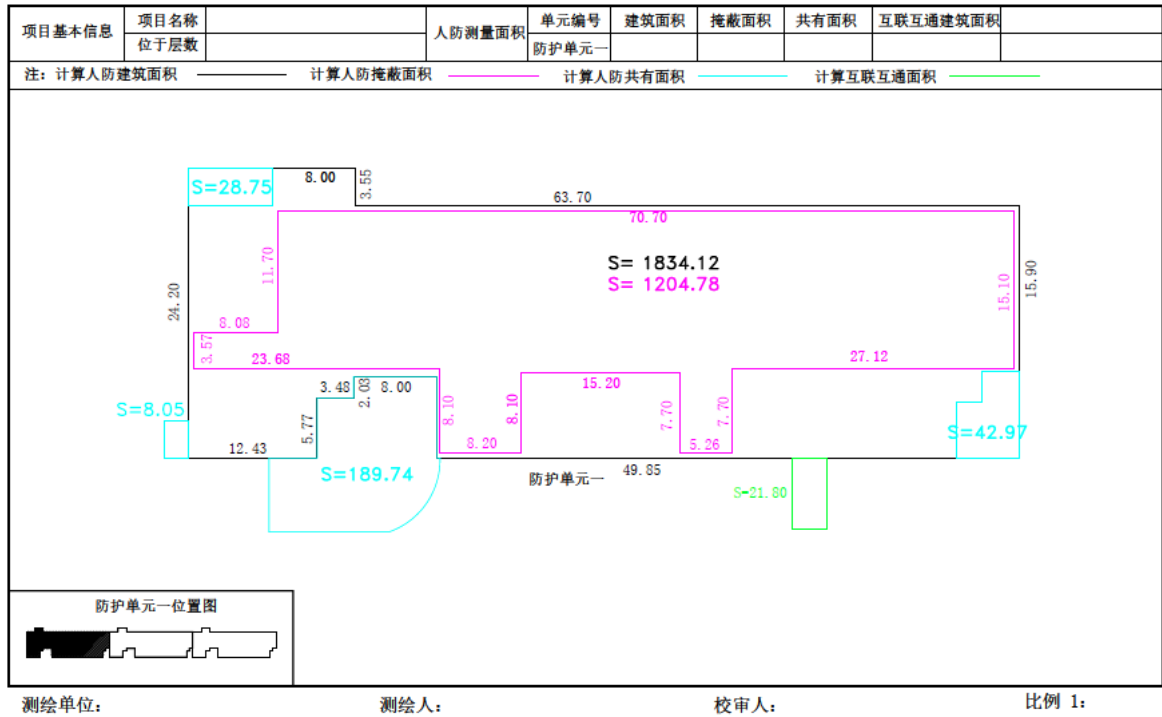 项目基本信息 项目名称 人防测量面积 单元编号 建筑面积 掩蔽面积 共有面积 互联互通建筑面积
位于层数 防护单元一
注: 计算人防建筑面积 计算人防掩蔽面积 计算人防共有面积 计算互联互通面积
8.00
3.55
S=28.75
63.70
70.70
11.70
S= 1834.12
S= 1204.78
15.10
15.90
24.20
8.08
3.57
23.68
27.12
3.48
2.03
8.00
15.20
S=8.05
5.77
8.10
8.10
7.70
7.70
12.43
8.20
5.26
S=42.97
S=189.74
防护单元一
49.85
S=21.80
防护单元一位置图
测绘单位: 测绘人: 校审人: 比例 1: